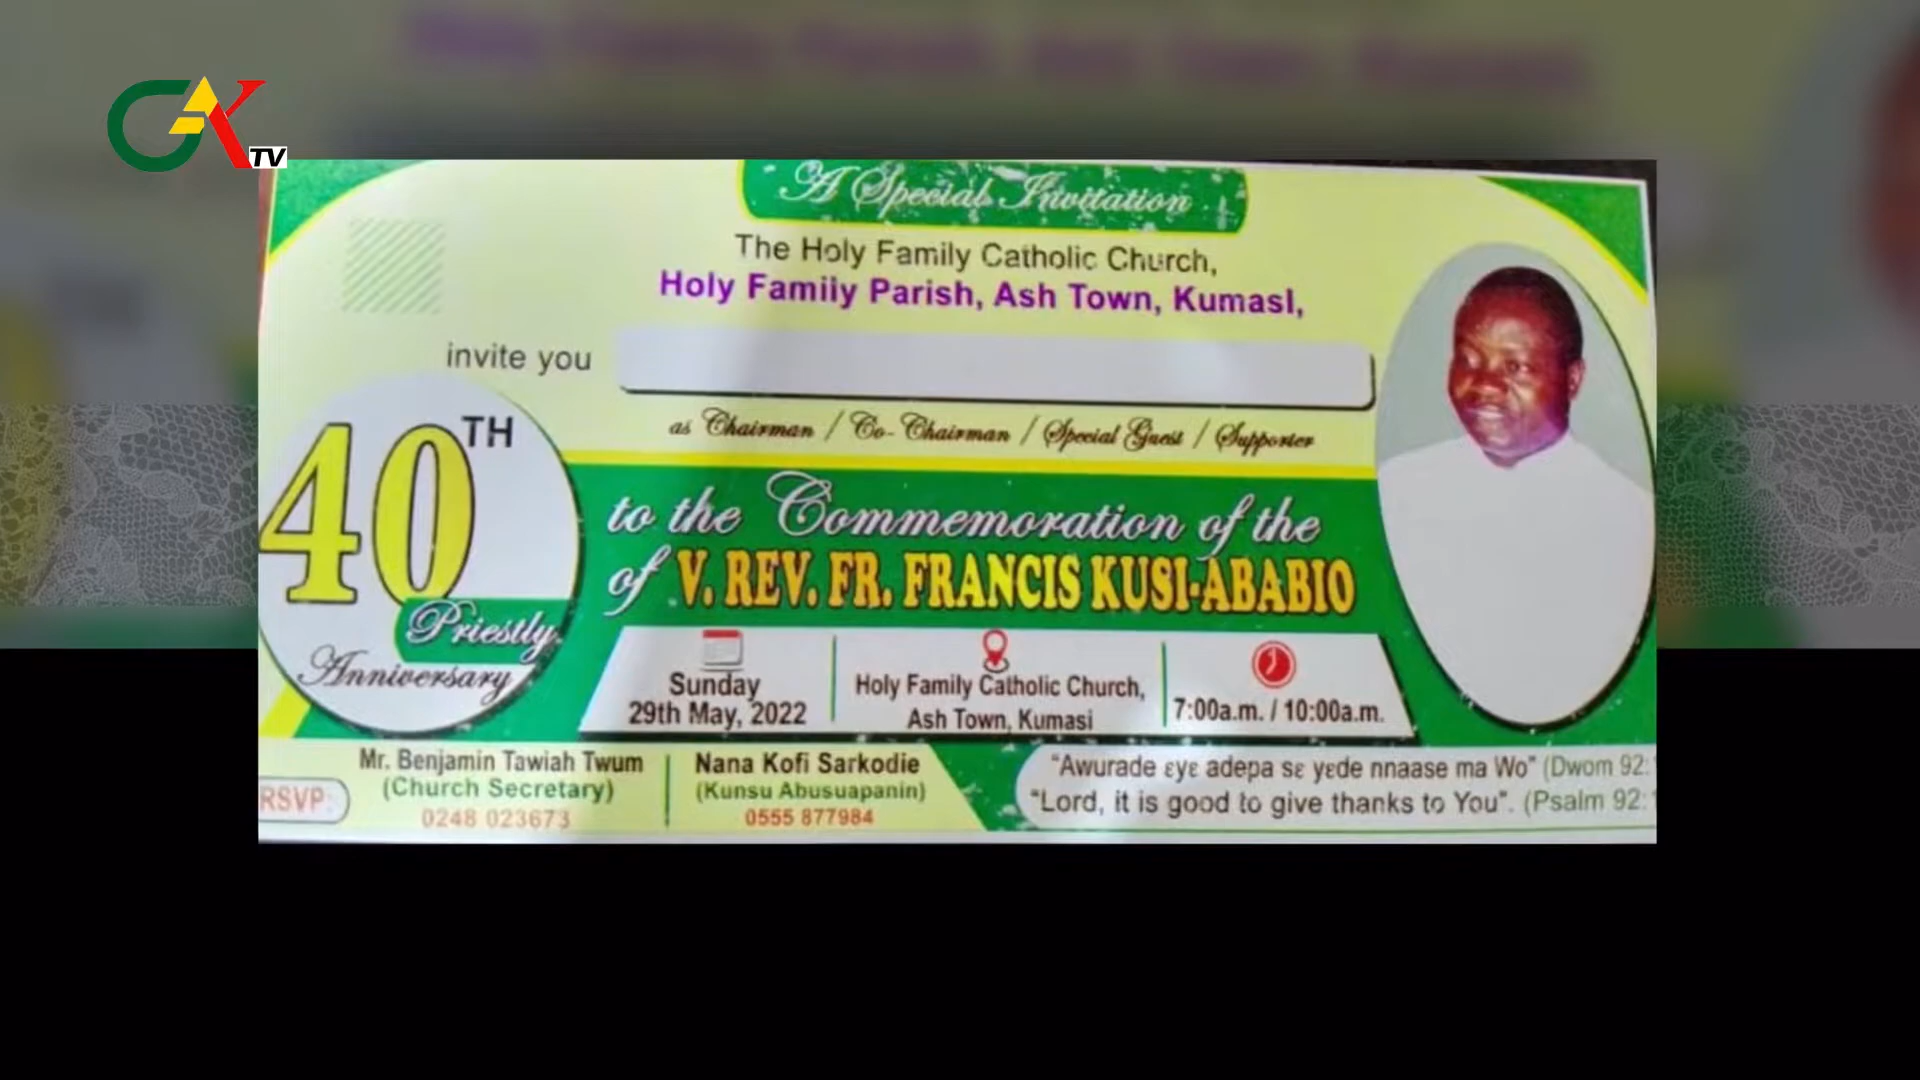 GK TV
A Special Invitation
The Holy Family Catholic Church,
Holy Family Parish, Ash Town, KumasI,
invite you
as Chairman / Co-Chairman / Special Guest / Supporter
40TH
Priestly
Anniversary
to the Commemoration of the
of V. REV. FR. FRANCIS KUSI-ABABIO
Sunday
29th May, 2022
Holy Family Catholic Church,
Ash Town, Kumasi
7:00a.m. / 10:00a.m.
RSVP:
Mr. Benjamin Tawiah Twum
(Church Secretary)
0248 023673
Nana Kofi Sarkodie
(Kunsu Abusuapanin)
0555 877984
"Awurade ɛyɛ adepa sɛ yɛde nnaase ma Wo" (Dwom 92:
"Lord, it is good to give thanks to You". (Psalm 92: